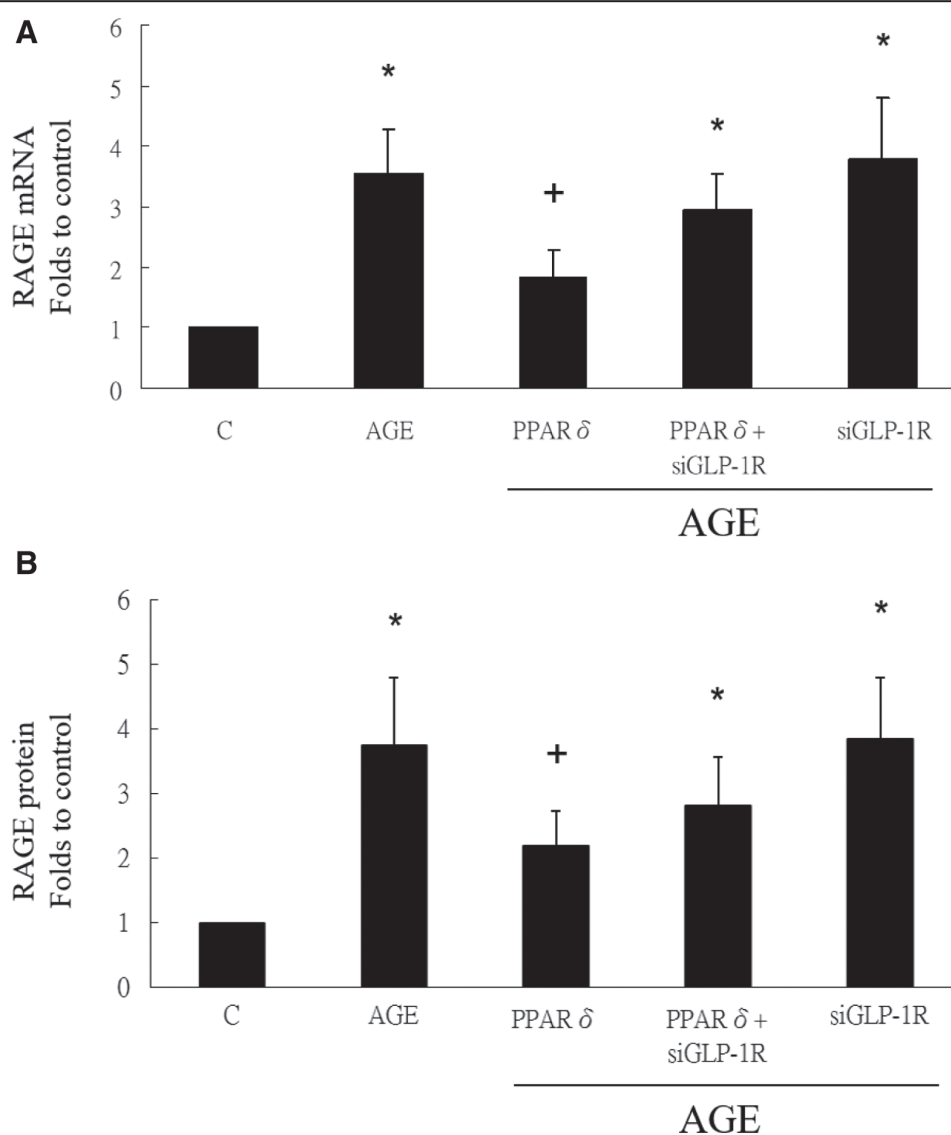 A
RAGE mRNA
Folds to control
6
5
4
3
2
1
0
*
*
*
+
C
AGE
PPAR δ
PPAR δ +
siGLP-1R
siGLP-1R
AGE
B
RAGE protein
Folds to control
6
5
4
3
2
1
0
*
*
*
+
C
AGE
PPAR δ
PPAR δ +
siGLP-1R
siGLP-1R
AGE